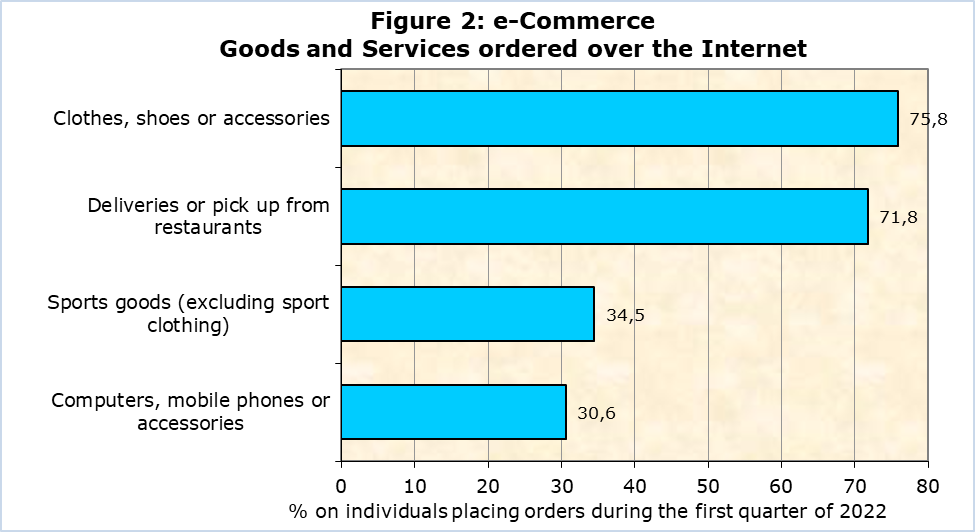 Figure 2: e-Commerce
Goods and Services ordered over the Internet
Clothes, shoes or accessories
75,8
Deliveries or pick up from
restaurants
71,8
Sports goods (excluding sport
clothing)
34,5
Computers, mobile phones or
accessories
30,6
0 10 20 30 40 50 60 70 80
% on individuals placing orders during the first quarter of 2022